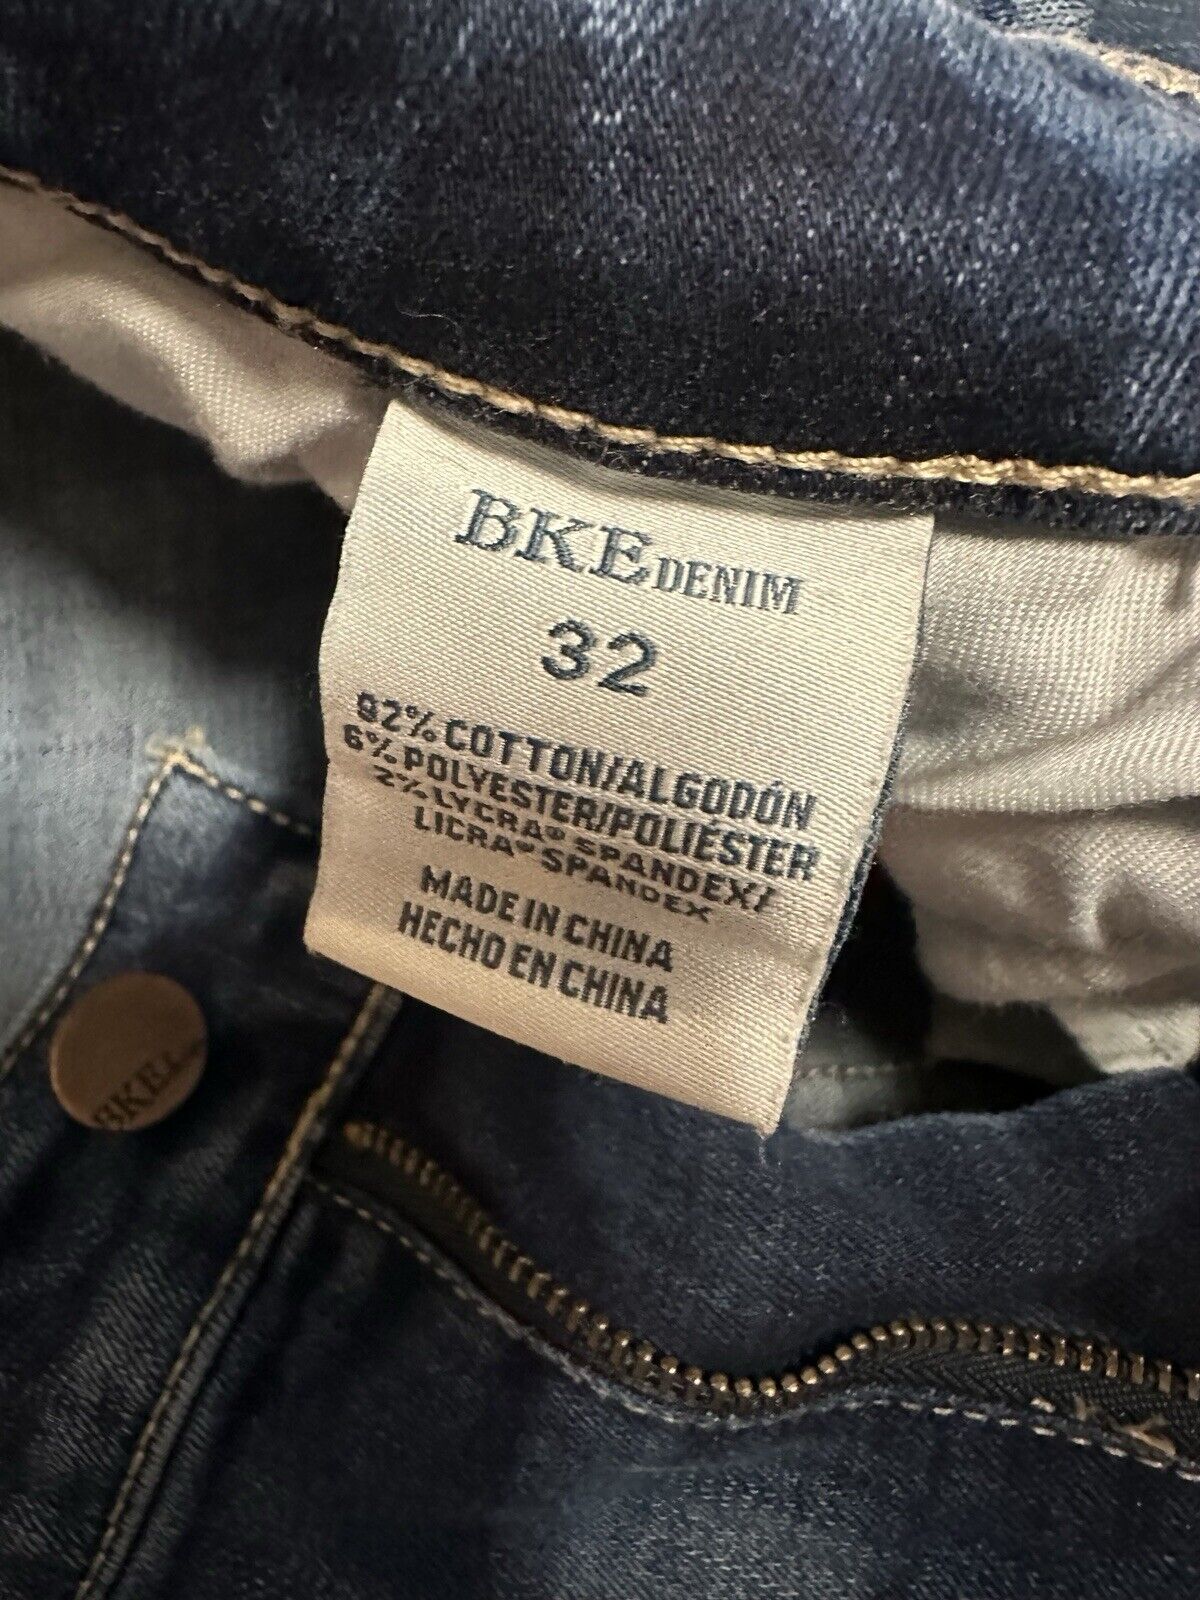 BKE DENIM
32
92% COTTON/ALGODÓN
6% POLYESTER/POLIÉSTER
2% LYCRA® SPANDEX/
LICRA® SPANDEX
MADE IN CHINA
HECHO EN CHINA
BKE